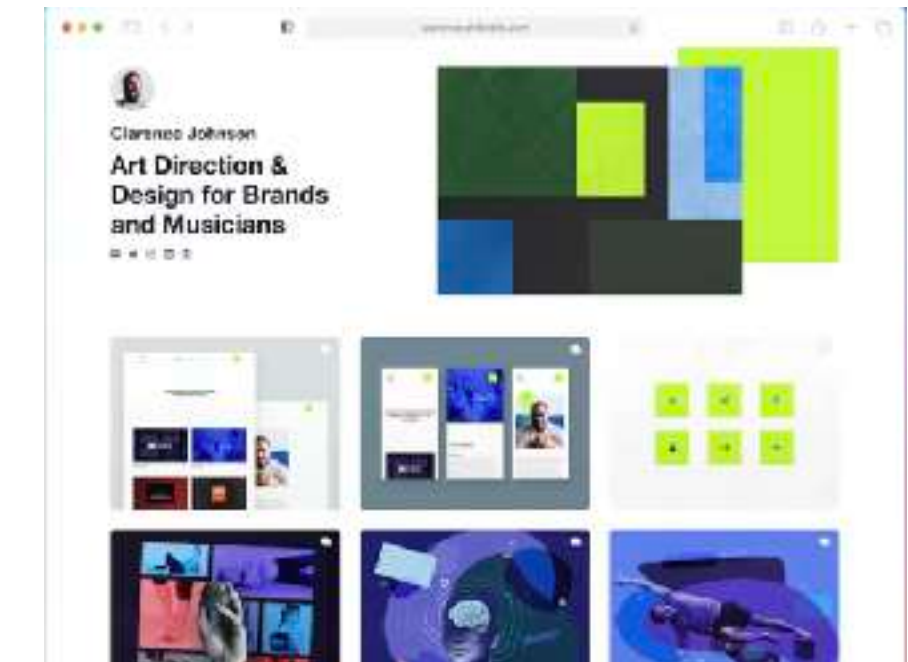 Clarence Johnson
Art Direction &
Design for Brands
and Musicians